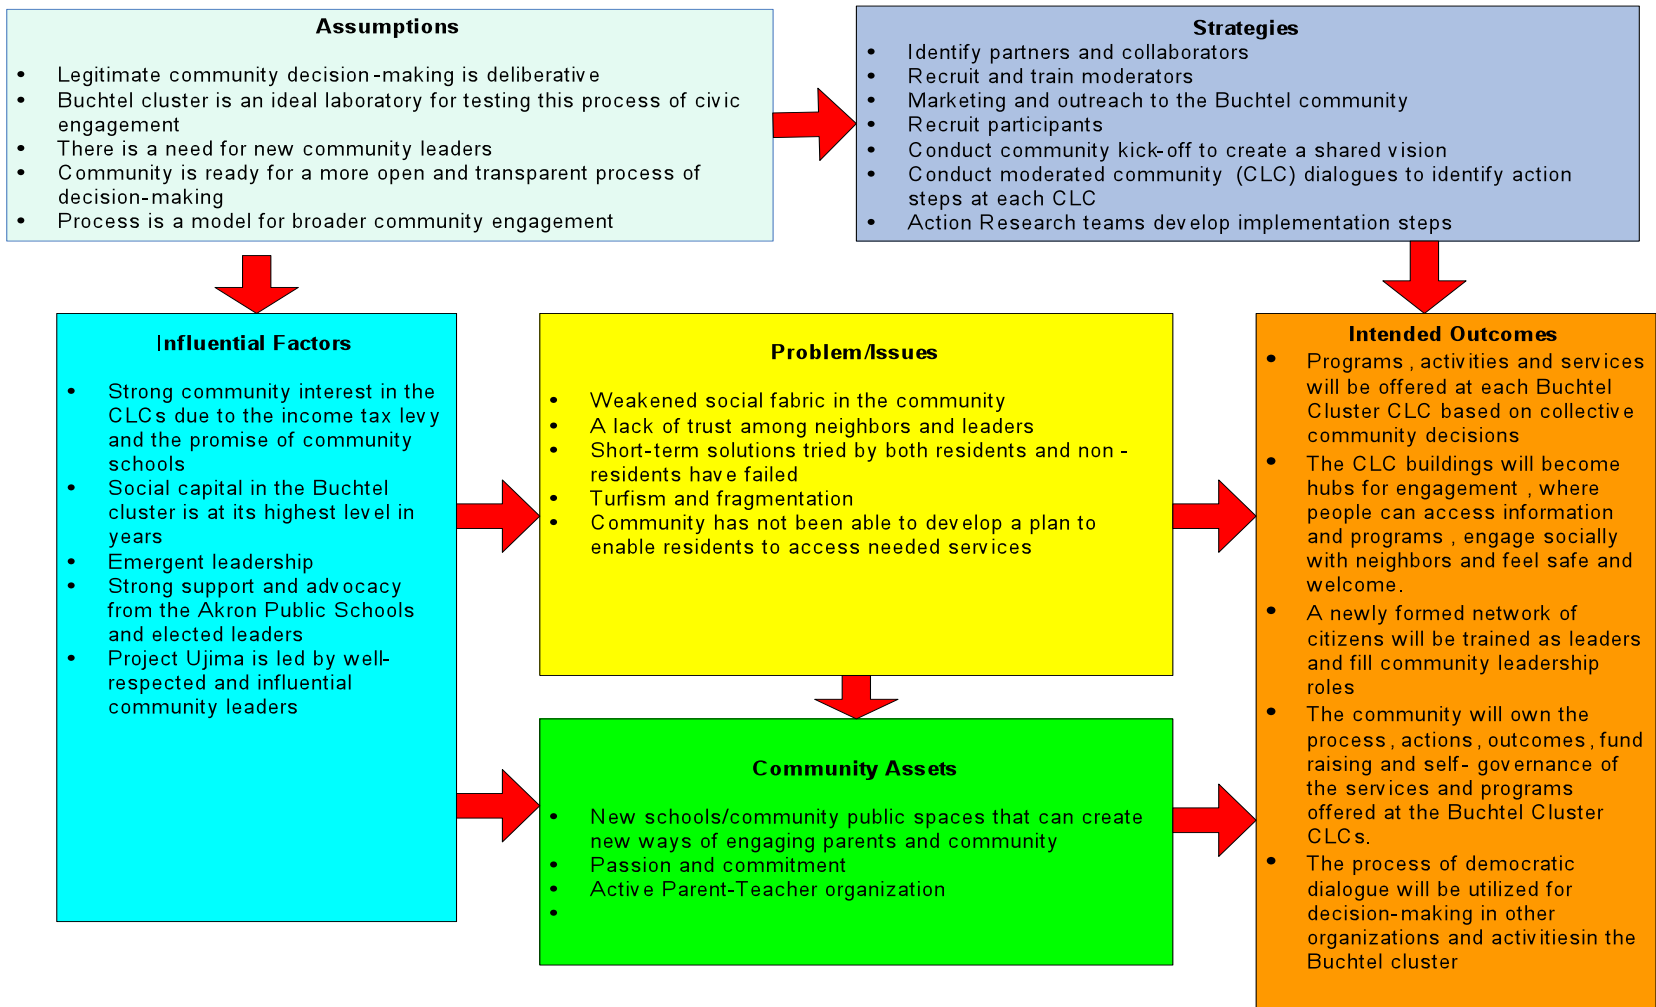 Assumptions
• Legitimate community decision-making is deliberative
• Buchtel cluster is an ideal laboratory for testing this process of civic
engagement
• There is a need for new community leaders
• Community is ready for a more open and transparent process of
decision-making
• Process is a model for broader community engagement
Strategies
• Identify partners and collaborators
• Recruit and train moderators
• Marketing and outreach to the Buchtel community
• Recruit participants
• Conduct community kick-off to create a shared vision
• Conduct moderated community (CLC) dialogues to identify action
steps at each CLC
• Action Research teams develop implementation steps
Influential Factors
• Strong community interest in the
CLCs due to the income tax levy
and the promise of community
schools
• Social capital in the Buchtel
cluster is at its highest level in
years
• Emergent leadership
• Strong support and advocacy
from the Akron Public Schools
and elected leaders
• Project Ujima is led by well-
respected and influential
community leaders
Problem/Issues
• Weakened social fabric in the community
• A lack of trust among neighbors and leaders
• Short-term solutions tried by both residents and non -
residents have failed
• Turfism and fragmentation
• Community has not been able to develop a plan to
enable residents to access needed services
Community Assets
• New schools/community public spaces that can create
new ways of engaging parents and community
• Passion and commitment
• Active Parent-Teacher organization
•
Intended Outcomes
• Programs , activities and services
will be offered at each Buchtel
Cluster CLC based on collective
community decisions
• The CLC buildings will become
hubs for engagement , where
people can access information
and programs , engage socially
with neighbors and feel safe and
welcome.
• A newly formed network of
citizens will be trained as leaders
and fill community leadership
roles
• The community will own the
process , actions , outcomes , fund
raising and self- governance of
the services and programs
offered at the Buchtel Cluster
CLCs.
• The process of democratic
dialogue will be utilized for
decision-making in other
organizations and activitiesin the
Buchtel cluster